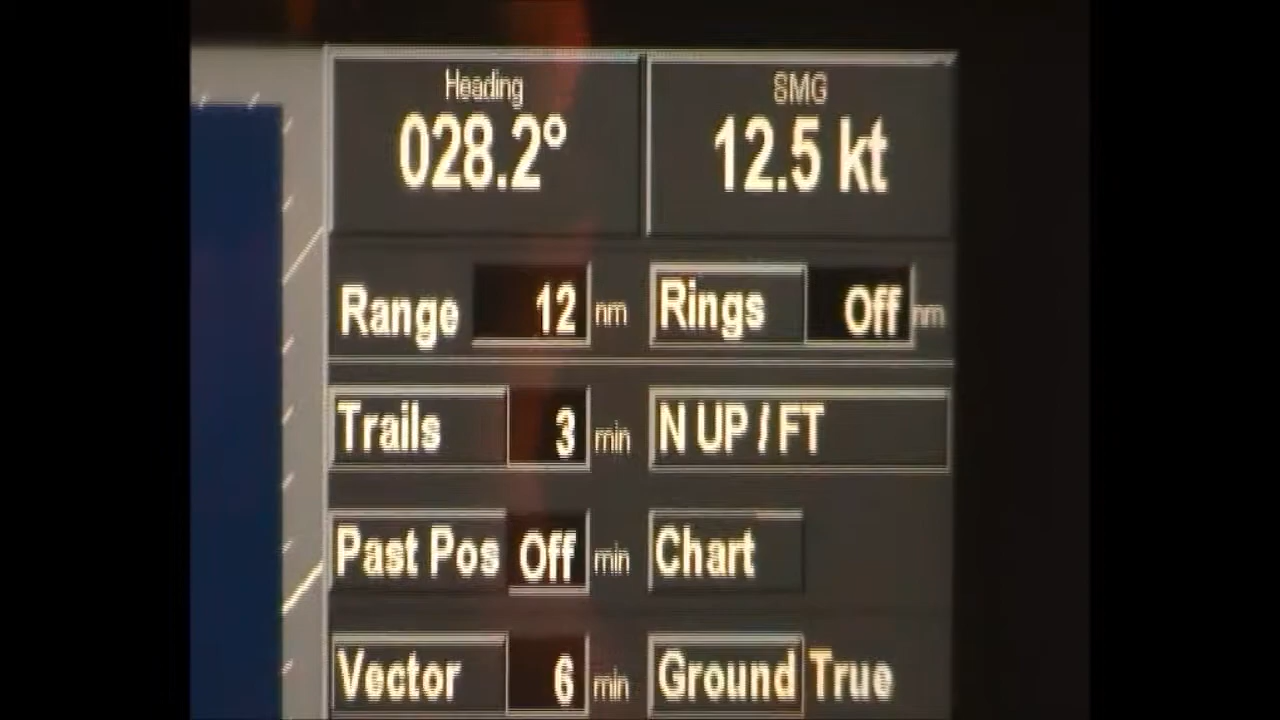 Heading SMG
028.2° 12.5 kt
Range 12 nm Rings Off nm
Trails 3 min N UP / FT
Past Pos Off min Chart
Vector 6 min Ground True